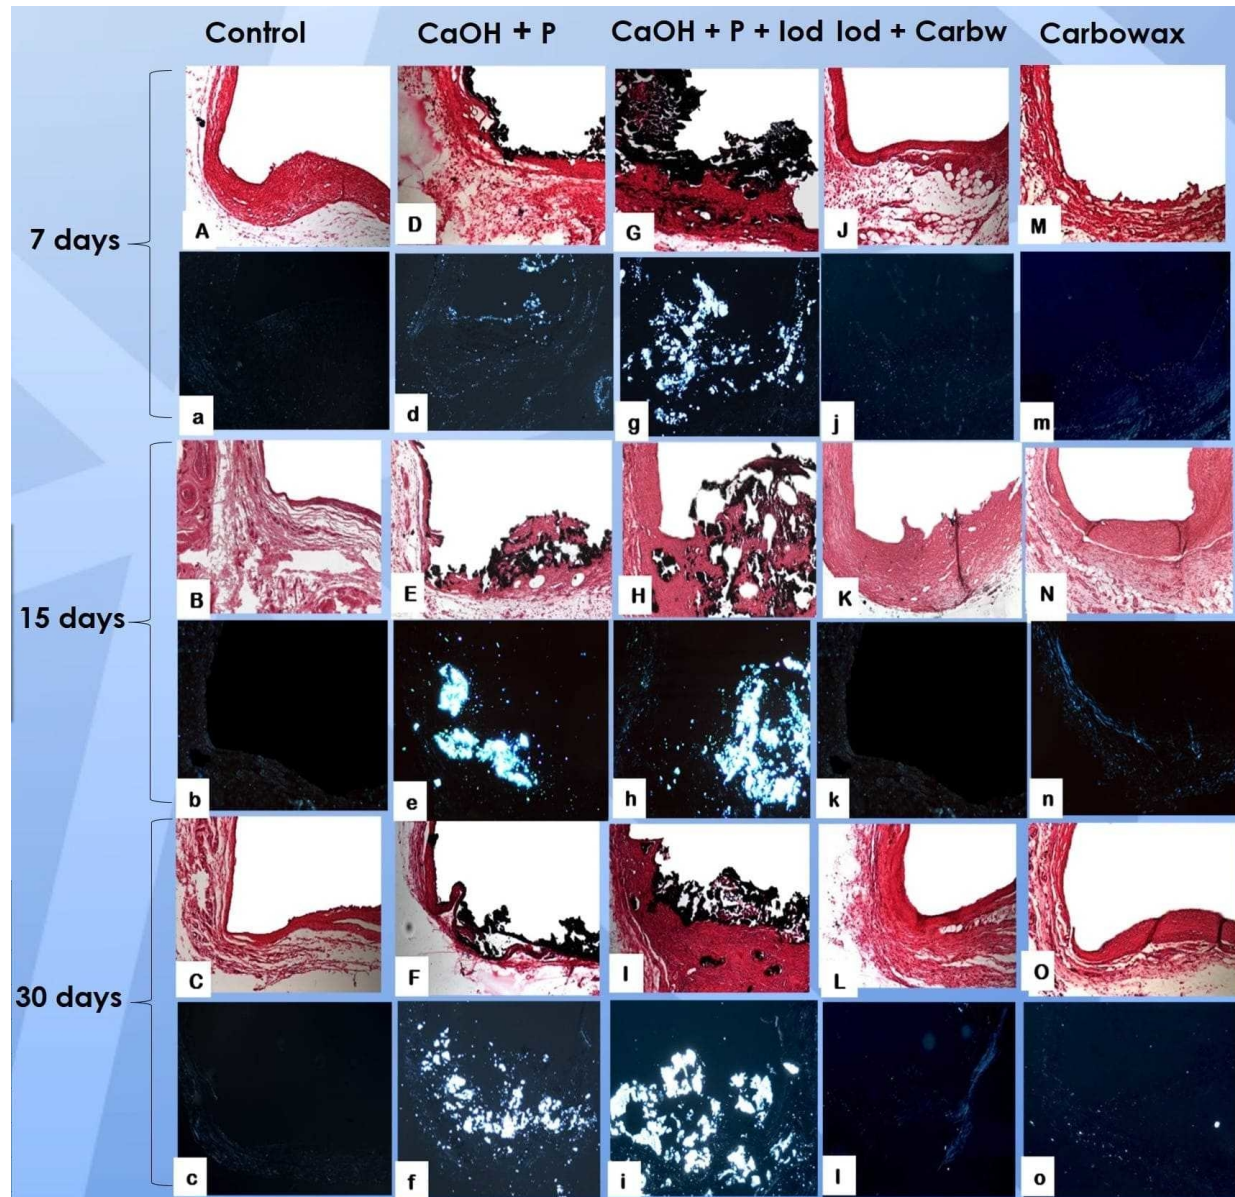 Control CaOH + P CaOH + P + Iod Iod + Carbw Carbowax
7 days
A D G J M
a d g j m
15 days
B E H K N
b e h k n
30 days
C F I L O
c f i l o